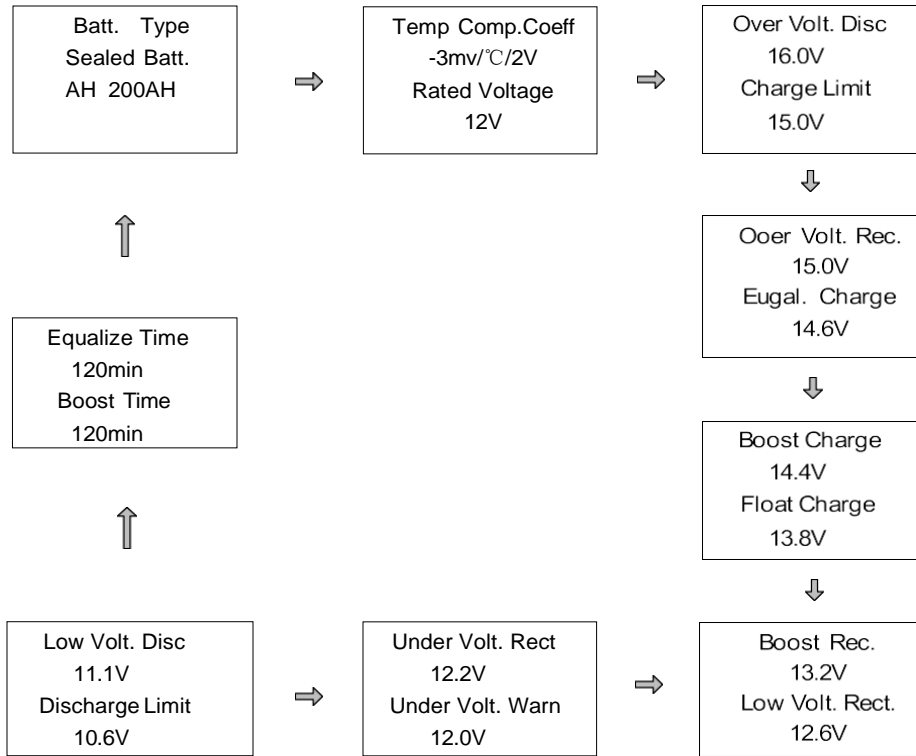 Batt. Type
Sealed Batt.
AH 200AH
Temp Comp.Coeff
-3mv/℃/2V
Rated Voltage
12V
Over Volt. Disc
16.0V
Charge Limit
15.0V
Ooer Volt. Rec.
15.0V
Eugal. Charge
14.6V
Boost Charge
14.4V
Float Charge
13.8V
Boost Rec.
13.2V
Low Volt. Rect.
12.6V
Under Volt. Rect
12.2V
Under Volt. Warn
12.0V
Low Volt. Disc
11.1V
Discharge Limit
10.6V
Equalize Time
120min
Boost Time
120min